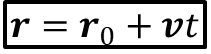 r = r₀ + vt